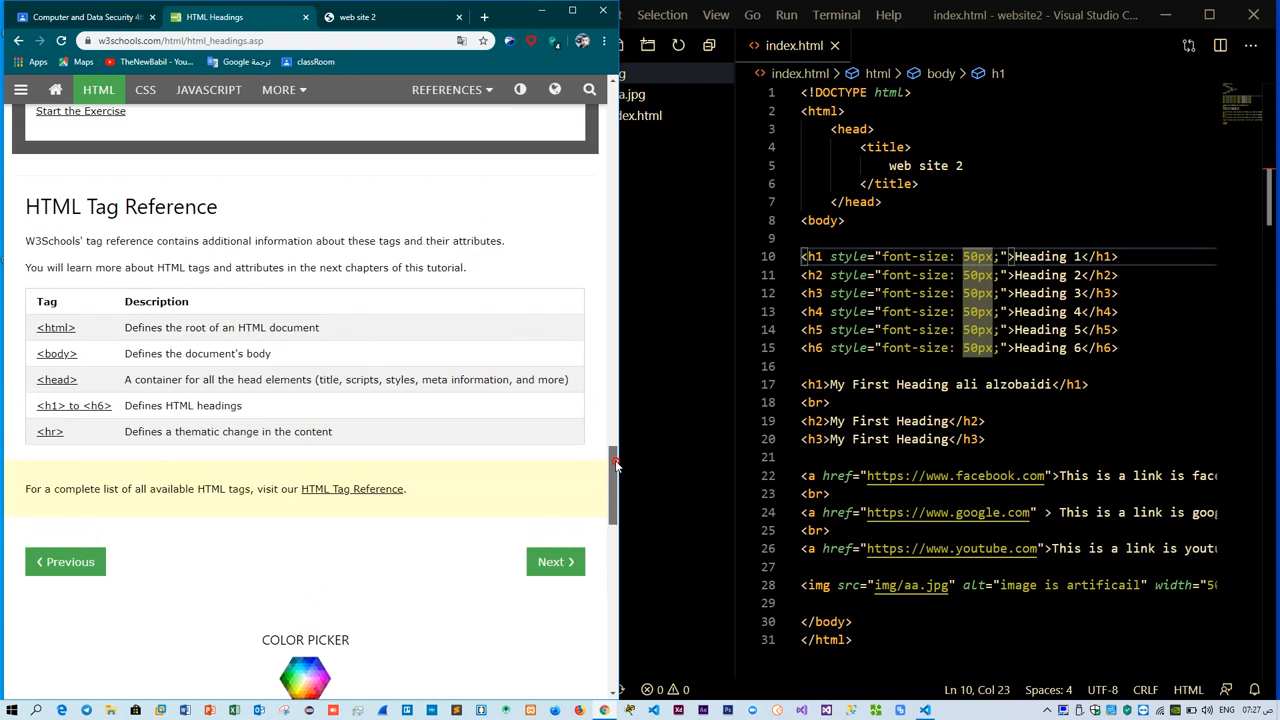 Computer and Data Security 4t
HTML Headings
web site 2
w3schools.com/html/html_headings.asp
Apps
Maps
TheNewBabil - You...
ترجمة Google
classRoom
HTML
CSS
JAVASCRIPT
MORE
REFERENCES
Start the Exercise
HTML Tag Reference
W3Schools' tag reference contains additional information about these tags and their attributes.
You will learn more about HTML tags and attributes in the next chapters of this tutorial.
Tag Description
<html> Defines the root of an HTML document
<body> Defines the document's body
<head> A container for all the head elements (title, scripts, styles, meta information, and more)
<h1> to <h6> Defines HTML headings
<hr> Defines a thematic change in the content
For a complete list of all available HTML tags, visit our HTML Tag Reference.
❮ Previous
Next ❯
COLOR PICKER
Selection View Go Run Terminal
index.html - website2 - Visual Studio C...
index.html
index.html > html > body > h1
a.jpg
1 <!DOCTYPE html>
2 <html>
3 <head>
4 <title>
5 web site 2
6 </title>
7 </head>
8 <body>
9
10 <h1 style="font-size: 50px;">Heading 1</h1>
11 <h2 style="font-size: 50px;">Heading 2</h2>
12 <h3 style="font-size: 50px;">Heading 3</h3>
13 <h4 style="font-size: 50px;">Heading 4</h4>
14 <h5 style="font-size: 50px;">Heading 5</h5>
15 <h6 style="font-size: 50px;">Heading 6</h6>
16
17 <h1>My First Heading ali alzobaidi</h1>
18 <br>
19 <h2>My First Heading</h2>
20 <h3>My First Heading</h3>
21
22 <a href="https://www.facebook.com">This is a link is face
23 <br>
24 <a href="https://www.google.com" > This is a link is goog
25 <br>
26 <a href="https://www.youtube.com">This is a link is youtu
27
28 <img src="img/aa.jpg" alt="image is artificail" width="50
29
30 </body>
31 </html>
0 0
Ln 10, Col 23
Spaces: 4
UTF-8
CRLF
HTML
ENG
07:27 ص